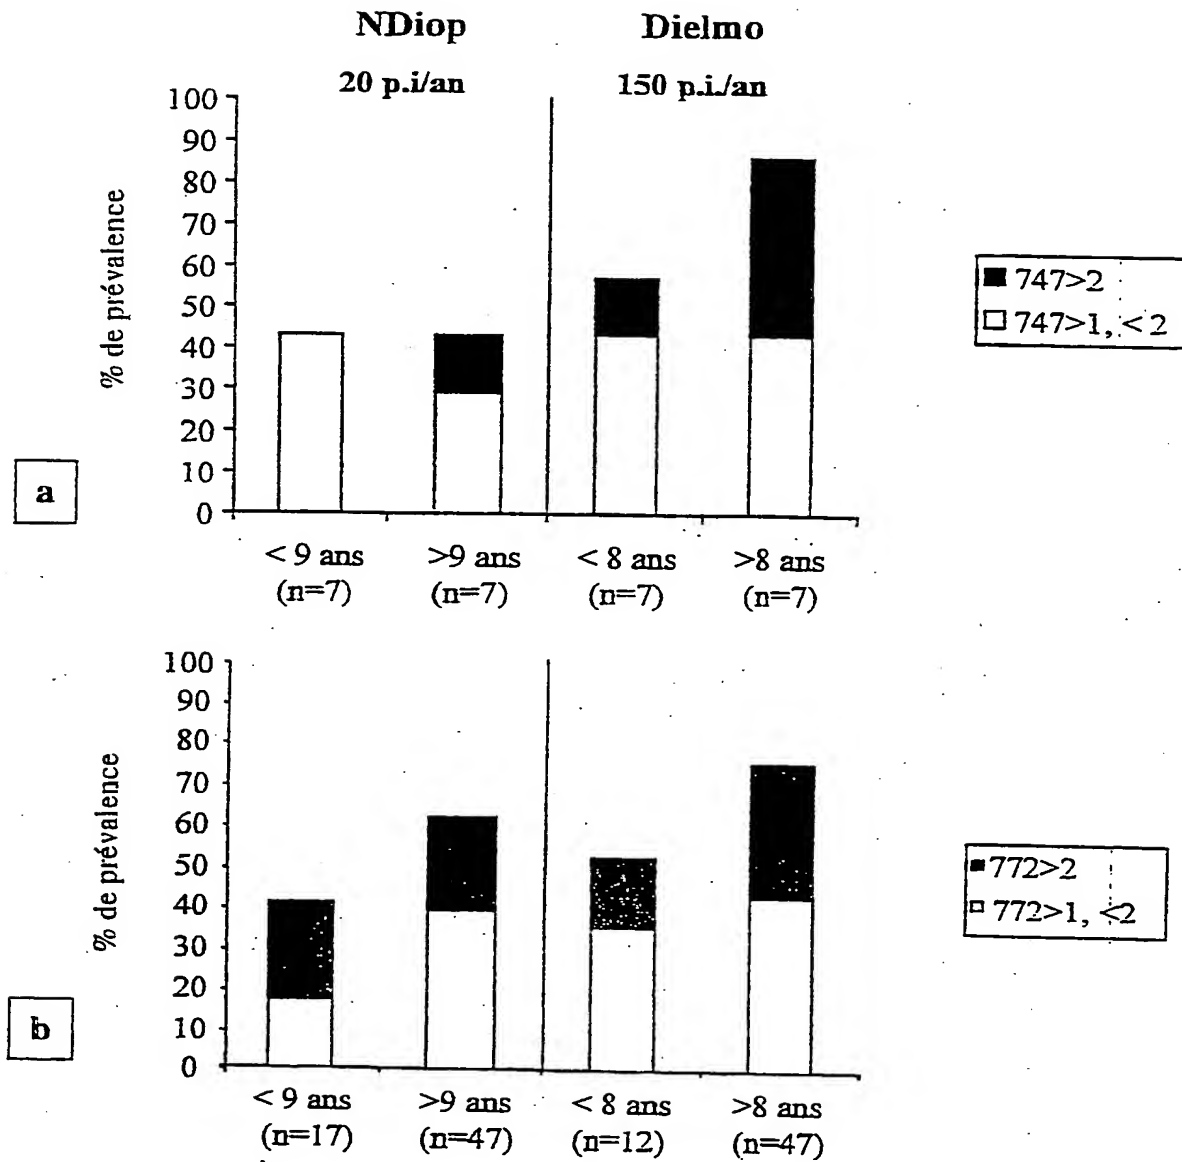 NDiop Dielmo
20 p.i/an 150 p.i./an
% de prévalence
100
90
80
70
60
50
40
30
20
10
0
a
< 9 ans >9 ans < 8 ans >8 ans
(n=7) (n=7) (n=7) (n=7)
747>2
747>1, < 2
% de prévalence
100
90
80
70
60
50
40
30
20
10
0
b
< 9 ans >9 ans < 8 ans >8 ans
(n=17) (n=47) (n=12) (n=47)
772>2
772>1, <2